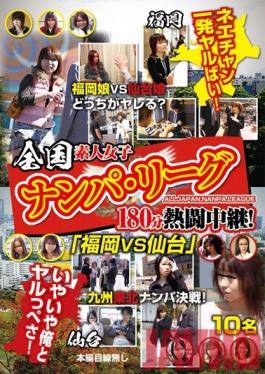 福岡
ネエチャン
一発ヤルばい!
福岡娘VS仙台娘
どっちがヤレる?
全国素人女子
ナンパ・リーグ
ALL JAPAN NANPA LEAGUE
180分熱闘中継!
「福岡VS仙台」
九州東北ナンパ決戦!
いやいや俺と
ヤルっぺさ!
仙台
10名
本編目線無し